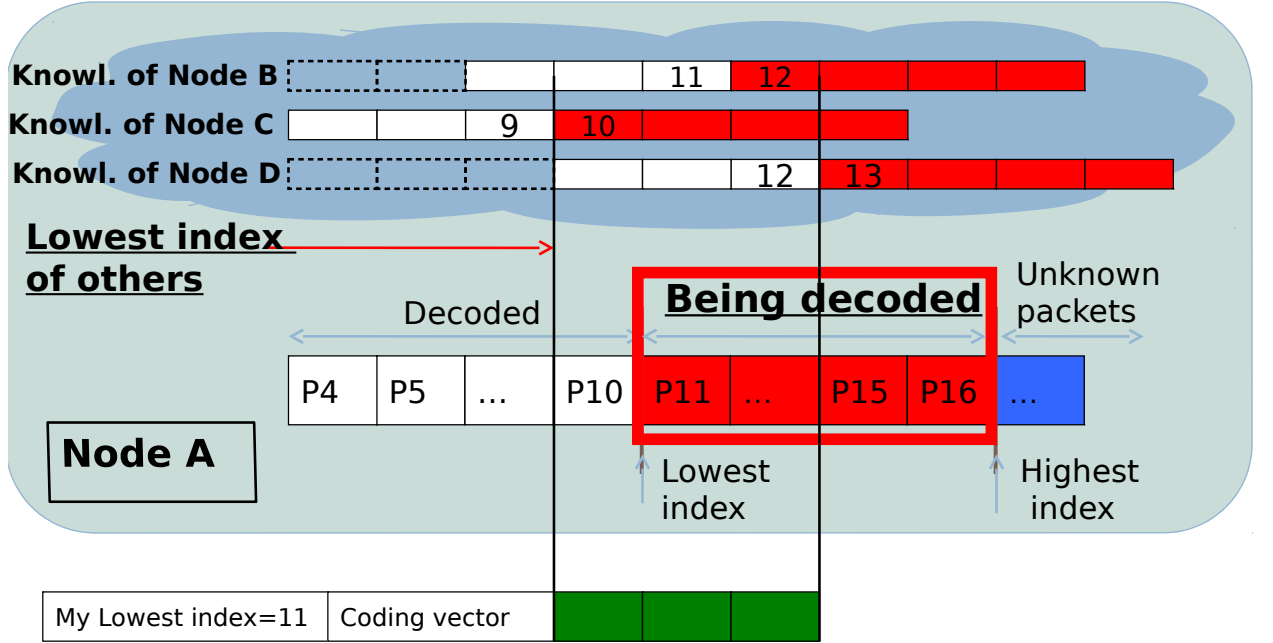 Knowl. of Node B 11 12
Knowl. of Node C 9 10
Knowl. of Node D 12 13
Lowest index
of others
Decoded
Being decoded
Unknown
packets
P4 P5 ... P10 P11 ... P15 P16 ...
Node A
Lowest
index
Highest
index
My Lowest index=11 Coding vector